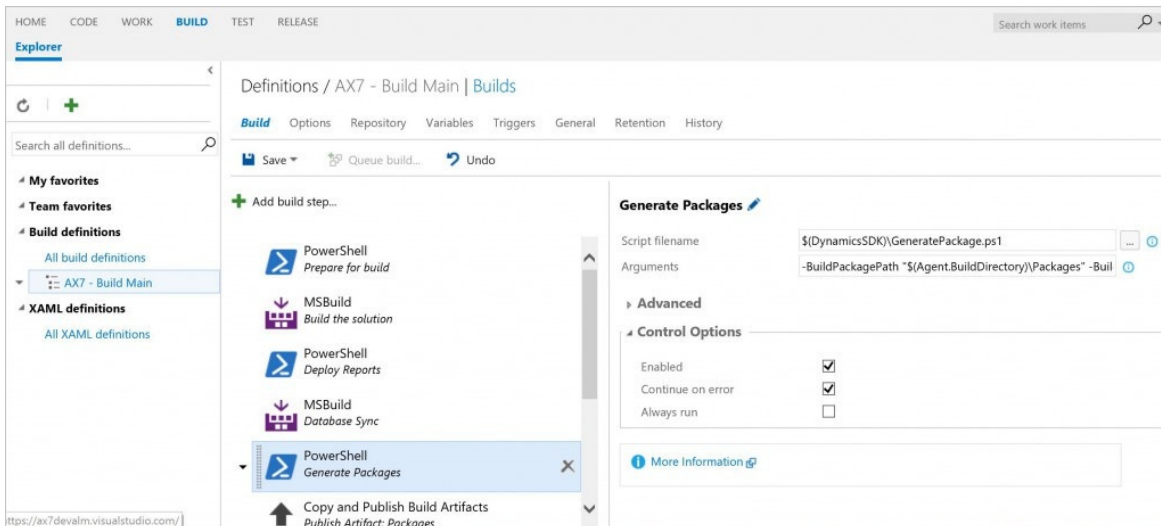 HOME CODE WORK BUILD TEST RELEASE
Search work items
Explorer
Definitions / AX7 - Build Main | Builds
Build Options Repository Variables Triggers General Retention History
Search all definitions...
Save Queue build... Undo
My favorites
Team favorites
Build definitions
All build definitions
AX7 - Build Main
XAML definitions
All XAML definitions
Add build step...
PowerShell
Prepare for build
MSBuild
Build the solution
PowerShell
Deploy Reports
MSBuild
Database Sync
PowerShell
Generate Packages
Copy and Publish Build Artifacts
Publish Artifact: Packages
Generate Packages
Script filename $(DynamicsSDK)\GeneratePackage.ps1 ...
Arguments -BuildPackagePath "$(Agent.BuildDirectory)\Packages" -Buil
Advanced
Control Options
Enabled
Continue on error
Always run
More Information
ttps://ax7devalm.visualstudio.com/